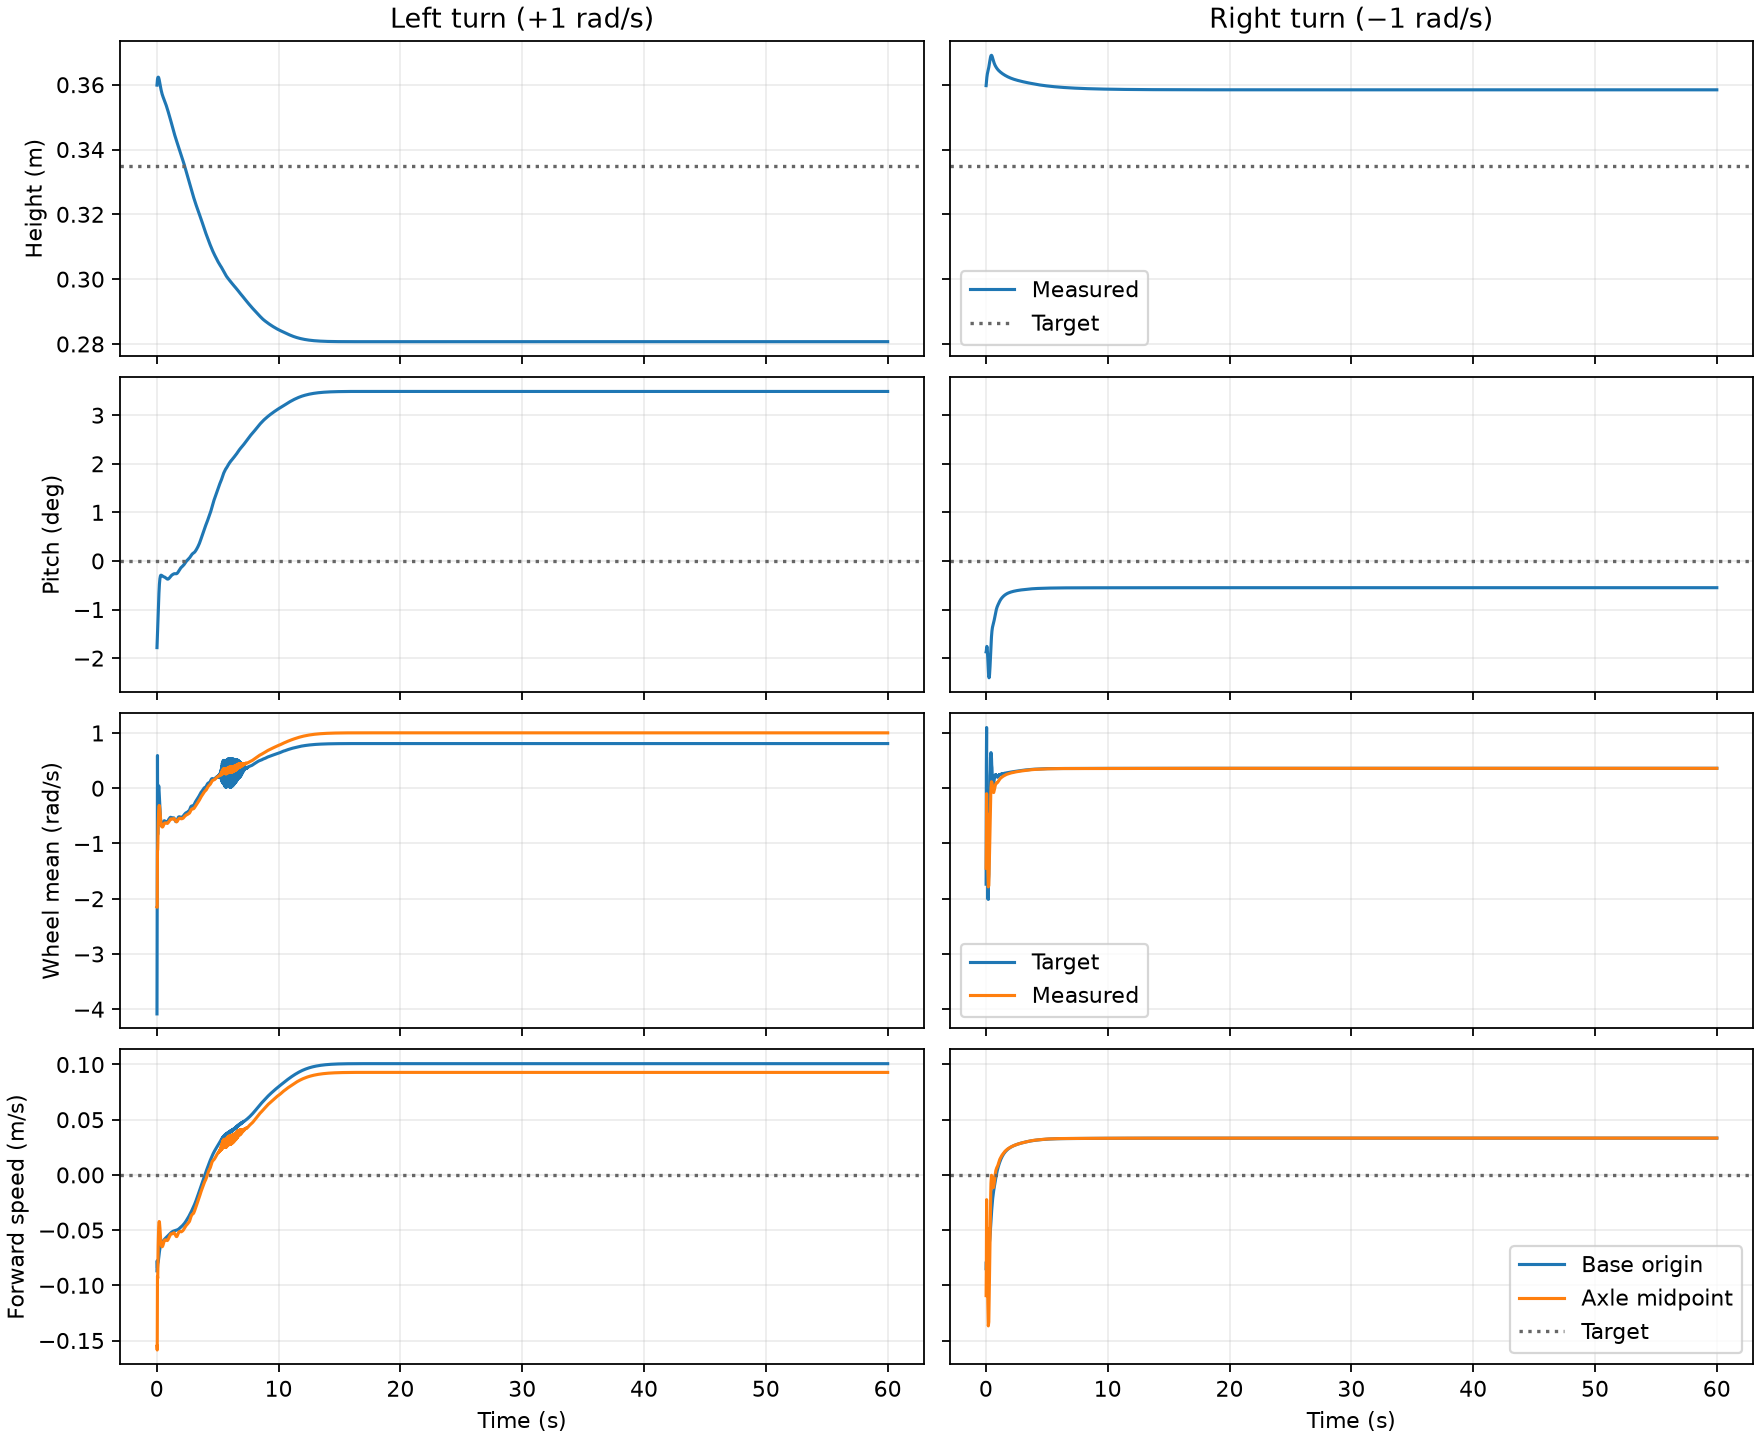 Left turn (+1 rad/s)
Right turn (−1 rad/s)
Height (m)
0.36
0.34
0.32
0.30
0.28
Measured
Target
Pitch (deg)
3
2
1
0
−1
−2
Wheel mean (rad/s)
1
0
−1
−2
−3
−4
Target
Measured
Forward speed (m/s)
0.10
0.05
0.00
−0.05
−0.10
−0.15
Base origin
Axle midpoint
Target
0 10 20 30 40 50 60
0 10 20 30 40 50 60
Time (s)
Time (s)